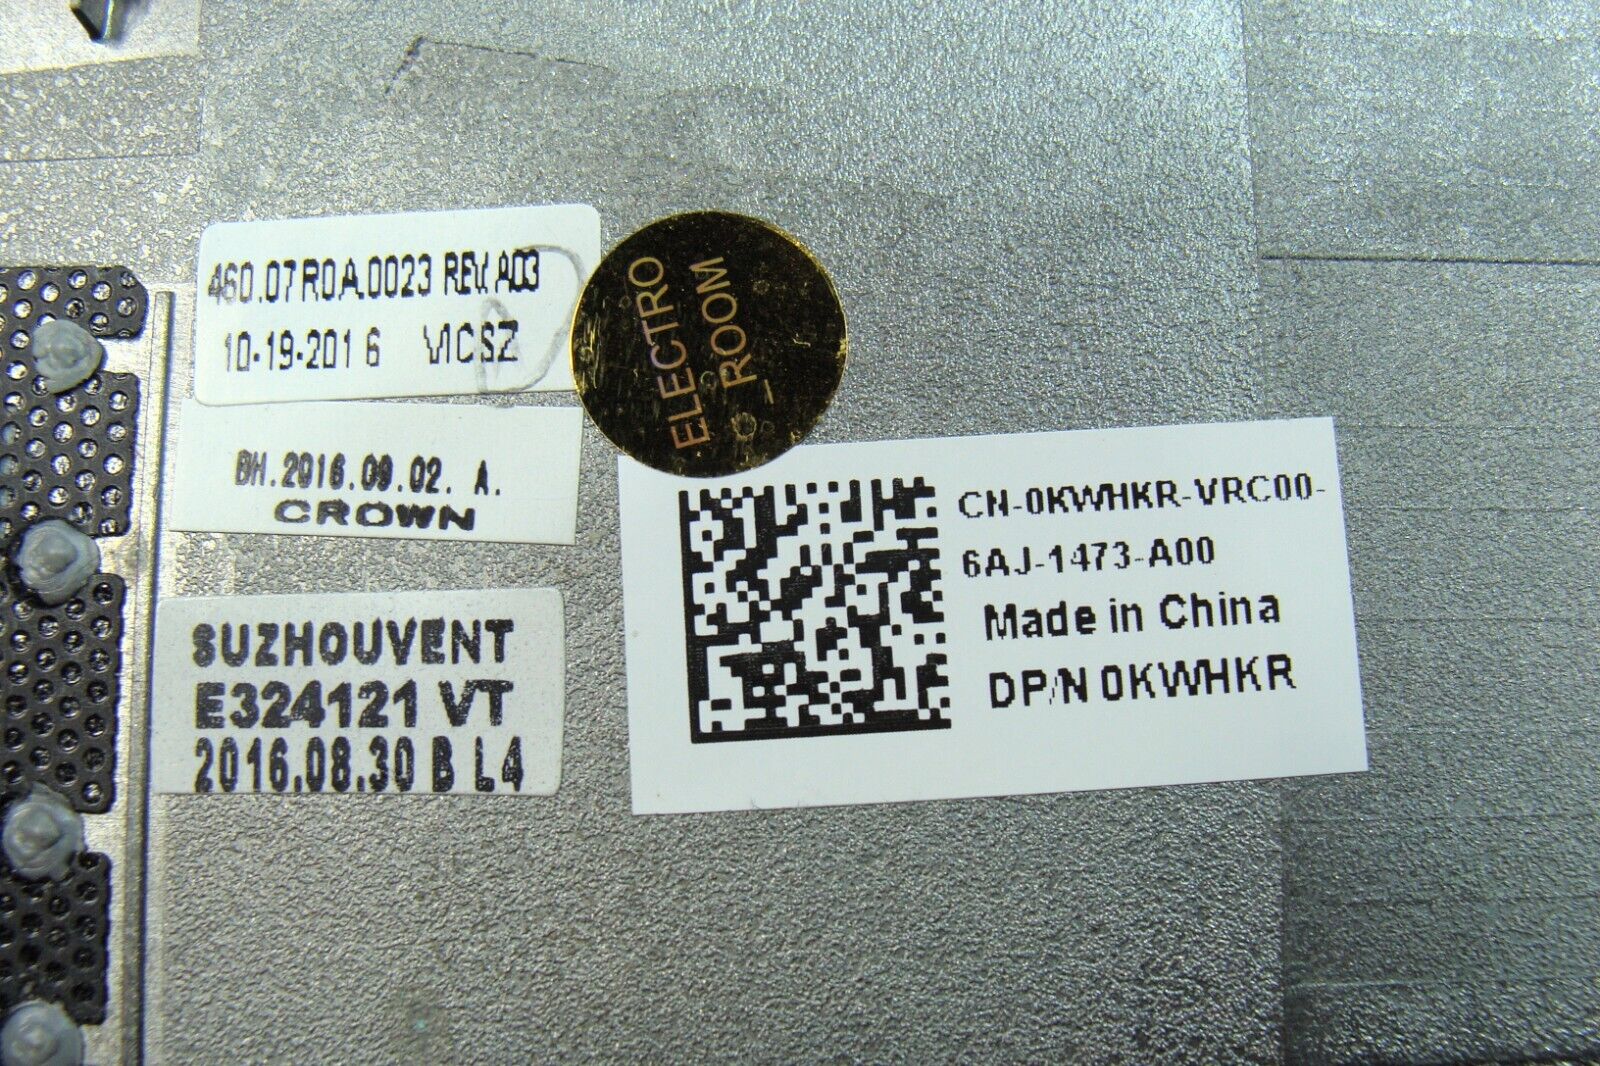 460.07R0A.0023 REV.A03
10-19-2016 VICSZ
BH.2016.09.02. A.
CROWN
SUZHOUVENT
E324121 VT
2016.08.30 B L4
ELECTRO
_ROOM
CN-0KWHKR-VRC00-
6AJ-1473-A00
Made in China
DP/N 0KWHKR